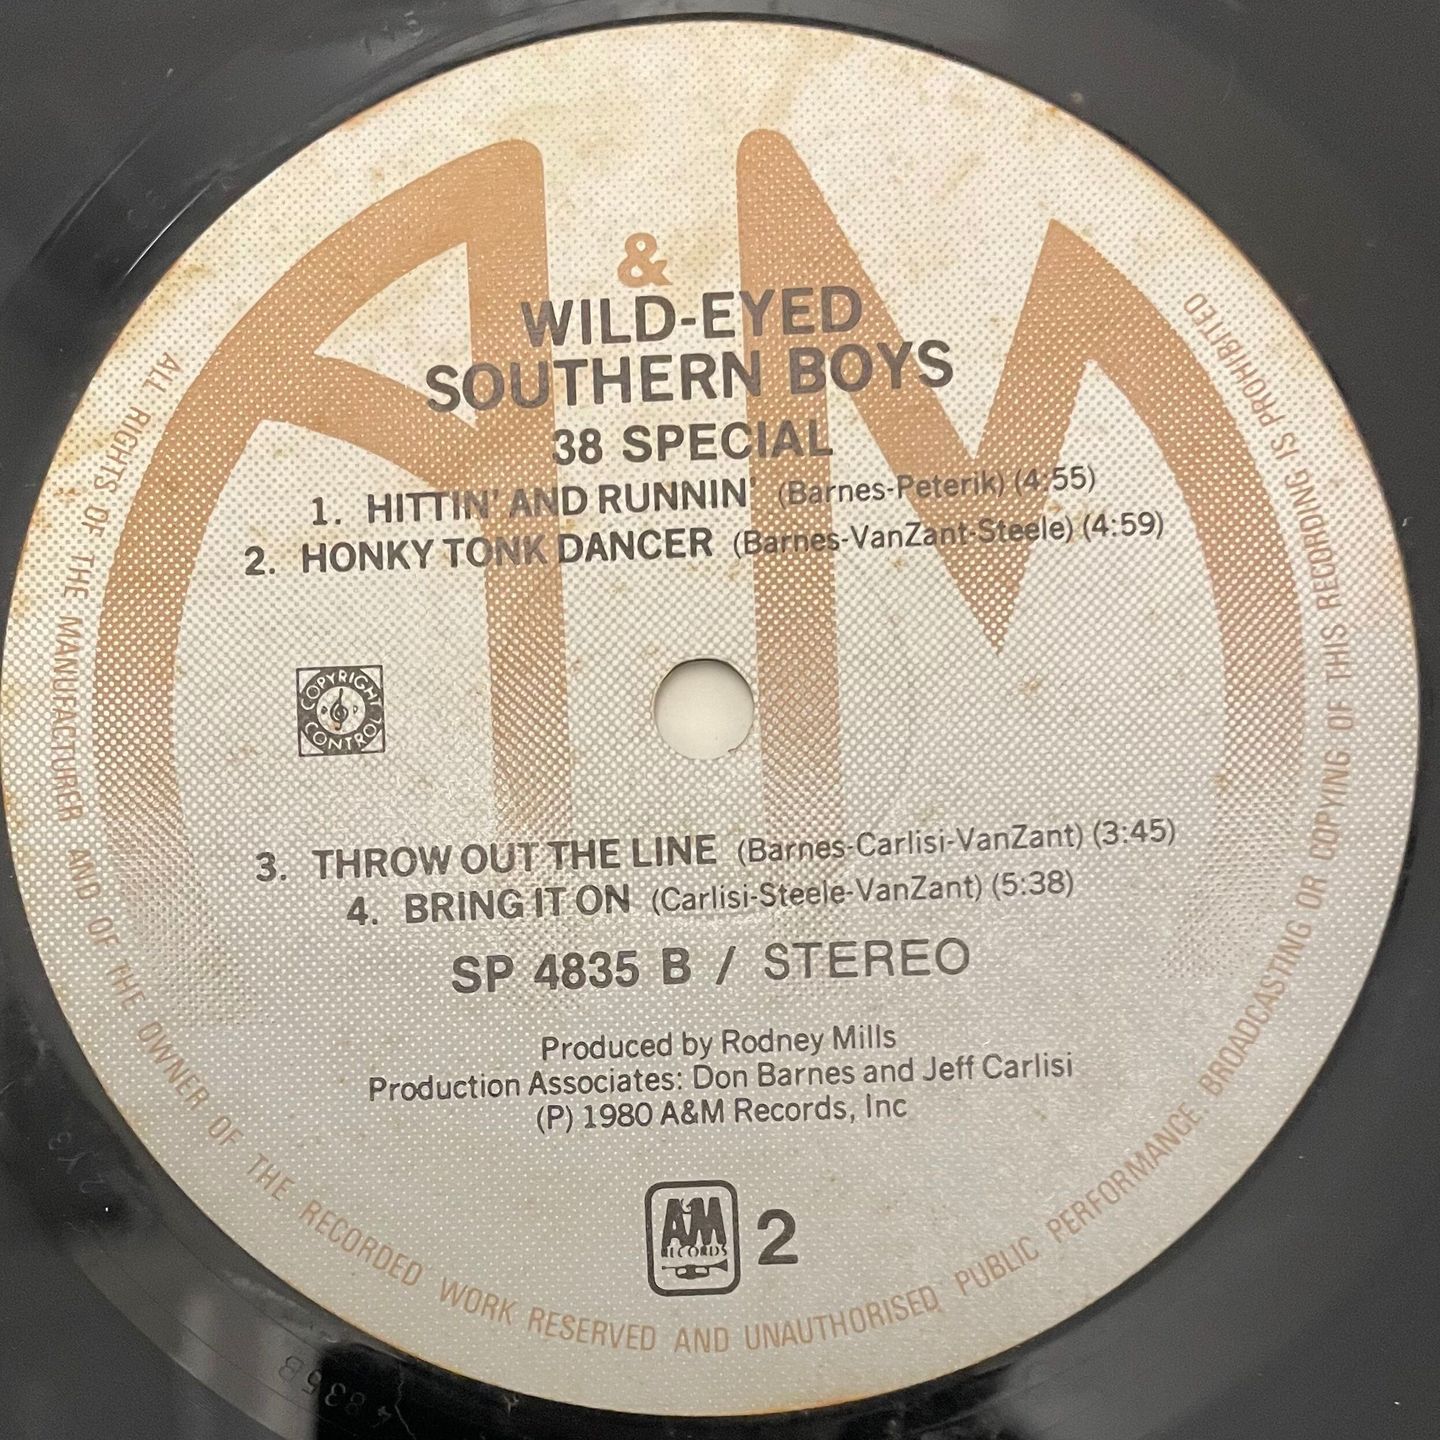 &
WILD-EYED
SOUTHERN BOYS
38 SPECIAL
1. HITTIN' AND RUNNIN' (Barnes-Peterik) (4:55)
2. HONKY TONK DANCER (Barnes-VanZant-Steele) (4:59)
COPYRIGHT
CONTROL
3. THROW OUT THE LINE (Barnes-Carlisi-VanZant) (3:45)
4. BRING IT ON (Carlisi-Steele-VanZant) (5:38)
SP 4835 B / STEREO
Produced by Rodney Mills
Production Associates: Don Barnes and Jeff Carlisi
(P) 1980 A&M Records, Inc
A&M
RECORDS
2
ALL RIGHTS OF THE MANUFACTURER AND OF THE OWNER OF THE RECORDED WORK RESERVED AND UNAUTHORISED PUBLIC PERFORMANCE, BROADCASTING OR COPYING OF THIS RECORDING IS PROHIBITED
4835B